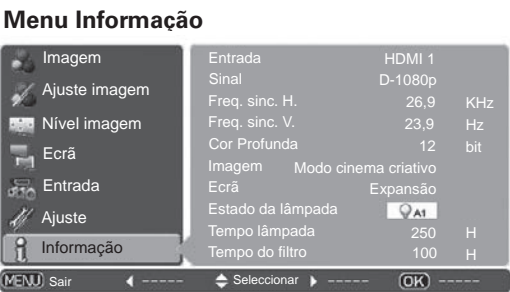 Menu Informação
Imagem
Ajuste imagem
Nível imagem
Ecrã
Entrada
Ajuste
Informação
Entrada HDMI 1
Sinal D-1080p
Freq. sinc. H. 26,9 KHz
Freq. sinc. V. 23,9 Hz
Cor Profunda 12 bit
Imagem Modo cinema criativo
Ecrã Expansão
Estado da lâmpada A1
Tempo lâmpada 250 H
Tempo do filtro 100 H
MENU Sair ----- Seleccionar ----- OK -----